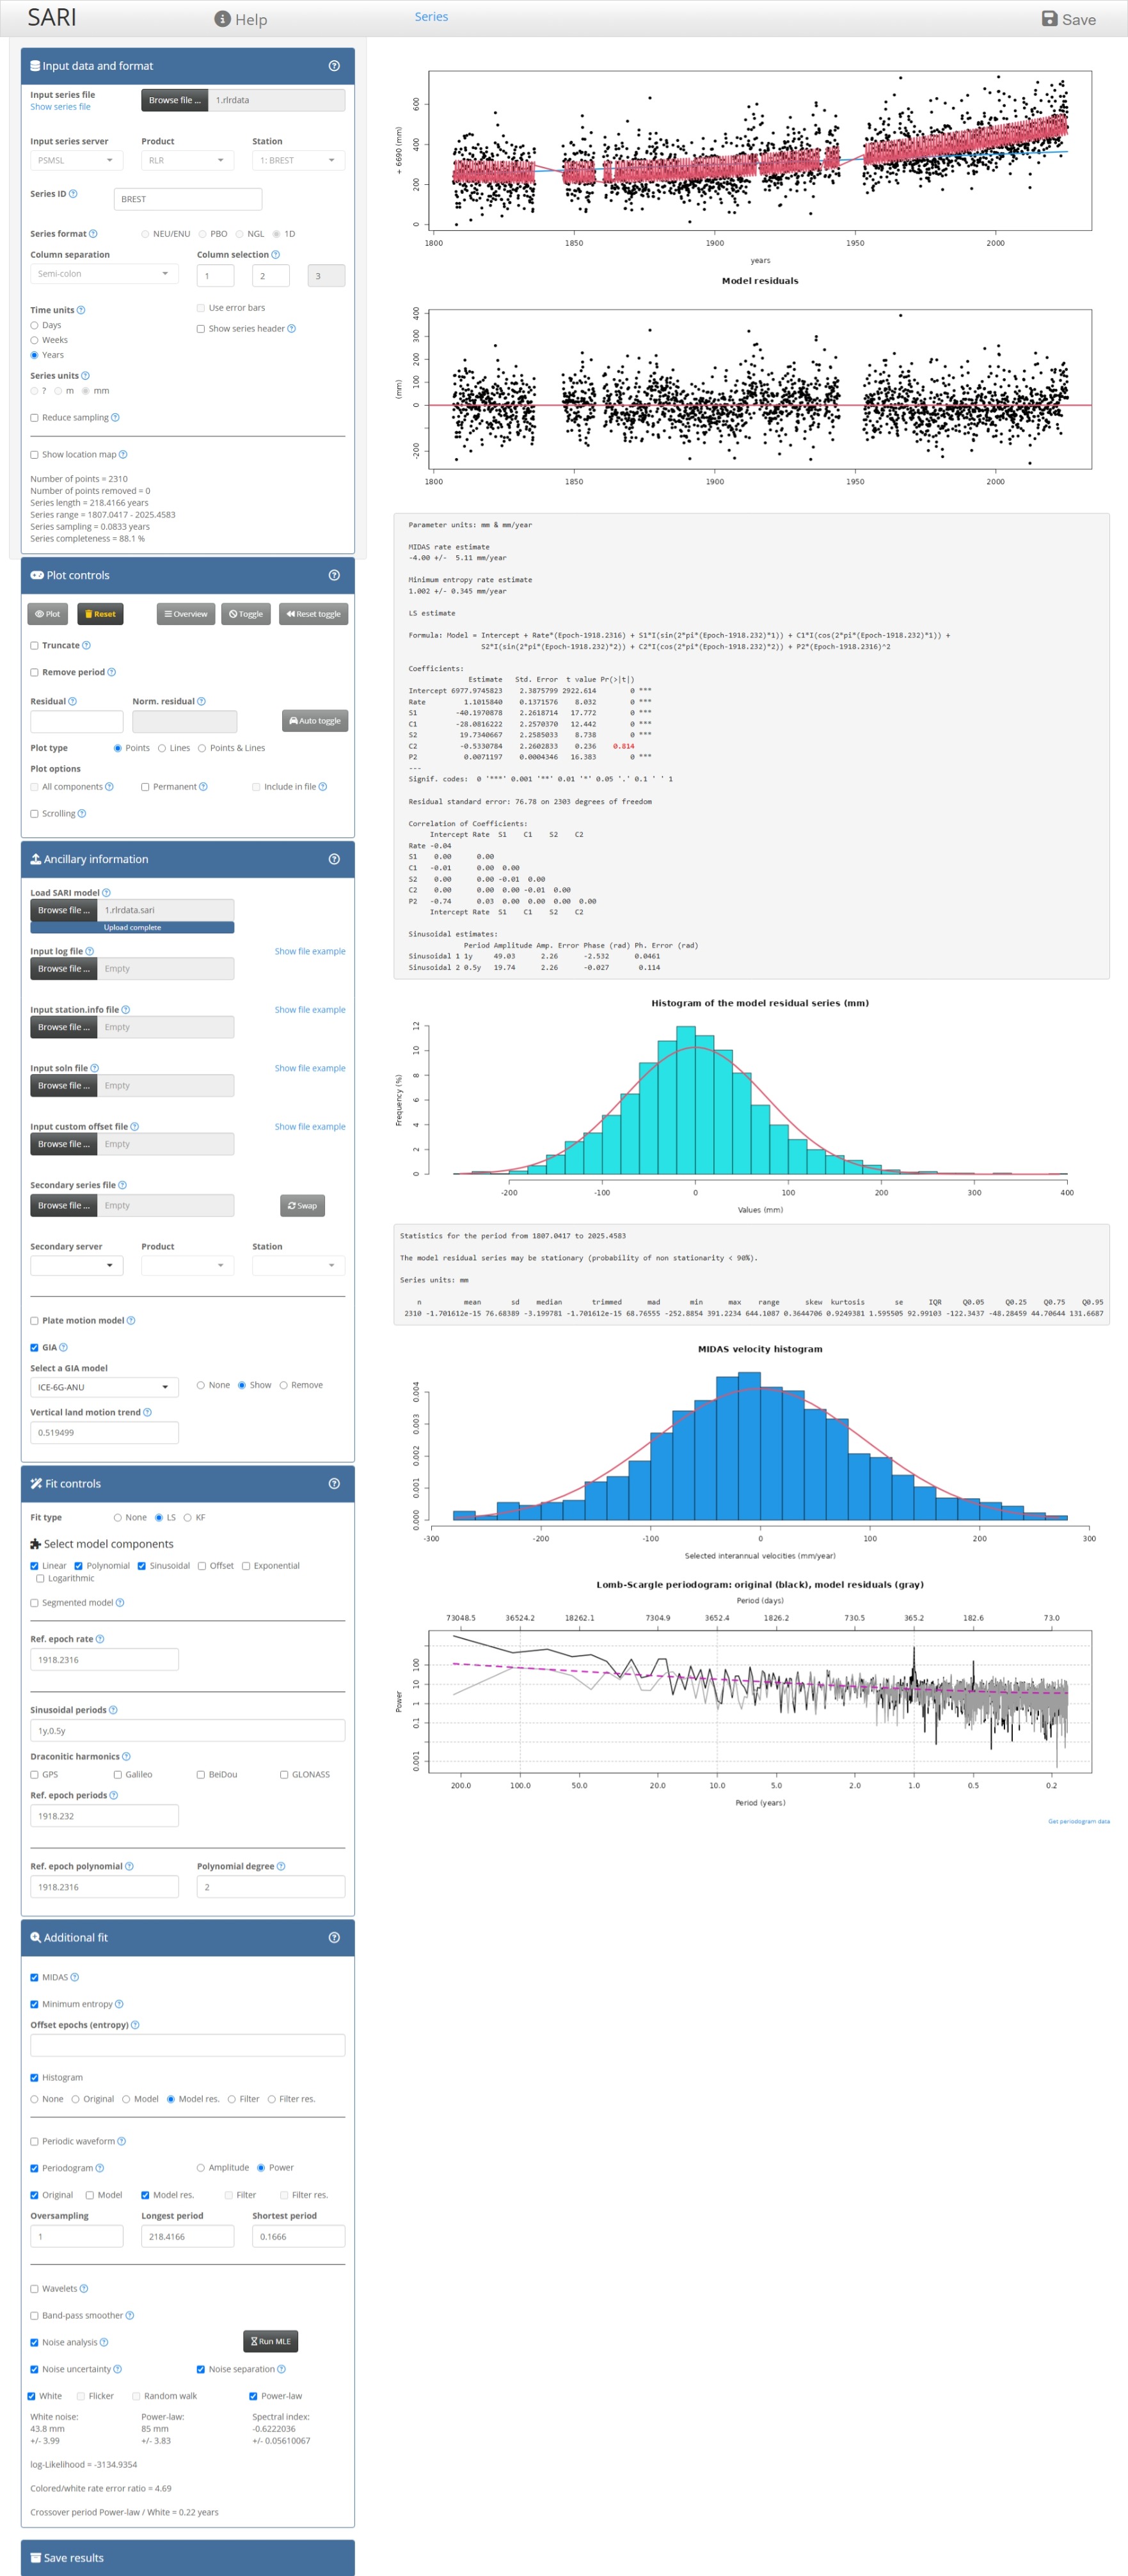 SARI
Help
Series
Save
Input data and format
Input series file
Show series file
Browse file ... 1.rlrdata
Input series server Product Station
PSMSL RLR 1: BREST
Series ID BREST
Series format NEU/ENU PBO NGL 1D
Column separation Column selection
Semi-colon 1 2 3
Time units Use error bars
Days Show series header
Weeks
Years
Series units
? m mm
Reduce sampling
Show location map
Number of points = 2310
Number of points removed = 0
Series length = 218.4166 years
Series range = 1807.0417 - 2025.4583
Series sampling = 0.0833 years
Series completeness = 88.1 %
Plot controls
Plot Reset Overview Toggle Reset toggle
Truncate
Remove period
Residual Norm. residual
Auto toggle
Plot type Points Lines Points & Lines
Plot options
All components Permanent Include in file
Scrolling
Ancillary information
Load SARI model
Browse file ... 1.rlrdata.sari
Upload complete
Input log file Show file example
Browse file ... Empty
Input station.info file Show file example
Browse file ... Empty
Input soln file Show file example
Browse file ... Empty
Input custom offset file Show file example
Browse file ... Empty
Secondary series file
Browse file ... Empty Swap
Secondary server Product Station
Plate motion model
GIA
Select a GIA model
ICE-6G-ANU None Show Remove
Vertical land motion trend
0.519499
Fit controls
Fit type None LS KF
Select model components
Linear Polynomial Sinusoidal Offset Exponential
Logarithmic
Segmented model
Ref. epoch rate
1918.2316
Sinusoidal periods
1y,0.5y
Draconitic harmonics
GPS Galileo BeiDou GLONASS
Ref. epoch periods
1918.232
Ref. epoch polynomial Polynomial degree
1918.2316 2
Additional fit
MIDAS
Minimum entropy
Offset epochs (entropy)
Histogram
None Original Model Model res. Filter Filter res.
Periodic waveform
Periodogram Amplitude Power
Original Model Model res. Filter Filter res.
Oversampling Longest period Shortest period
1 218.4166 0.1666
Wavelets
Band-pass smoother
Noise analysis Run MLE
Noise uncertainty Noise separation
White Flicker Random walk Power-law
White noise: Power-law: Spectral index:
43.8 mm 85 mm -0.6222036
+/- 3.99 +/- 3.83 +/- 0.05610067
log-Likelihood = -3134.9354
Colored/white rate error ratio = 4.69
Crossover period Power-law / White = 0.22 years
Save results
+ 6690 (mm)
600
400
200
0
1800 1850 1900 1950 2000
years
Model residuals
(mm)
400
300
200
100
0
-200
1800 1850 1900 1950 2000
Parameter units: mm & mm/year
MIDAS rate estimate
-4.00 +/- 5.11 mm/year
Minimum entropy rate estimate
1.002 +/- 0.345 mm/year
LS estimate
Formula: Model = Intercept + Rate*(Epoch-1918.2316) + S1*I(sin(2*pi*(Epoch-1918.232)*1)) + C1*I(cos(2*pi*(Epoch-1918.232)*1)) +
S2*I(sin(2*pi*(Epoch-1918.232)*2)) + C2*I(cos(2*pi*(Epoch-1918.232)*2)) + P2*(Epoch-1918.2316)^2
Coefficients:
Estimate Std. Error t value Pr(>|t|)
Intercept 6977.9745823 2.3875799 2922.614 0 ***
Rate 1.1015840 0.1371576 8.032 0 ***
S1 -40.1970878 2.2618714 17.772 0 ***
C1 -28.0816222 2.2570370 12.442 0 ***
S2 19.7340667 2.2585033 8.738 0 ***
C2 -0.5330784 2.2602833 0.236 0.814
P2 0.0071197 0.0004346 16.383 0 ***
---
Signif. codes: 0 '***' 0.001 '**' 0.01 '*' 0.05 '.' 0.1 ' ' 1
Residual standard error: 76.78 on 2303 degrees of freedom
Correlation of Coefficients:
Intercept Rate S1 C1 S2 C2
Rate -0.04
S1 0.00 0.00
C1 -0.01 0.00 0.00
S2 0.00 0.00 -0.01 0.00
C2 0.00 0.00 0.00 -0.01 0.00
P2 -0.74 0.03 0.00 0.00 0.00 0.00
Intercept Rate S1 C1 S2 C2
Sinusoidal estimates:
Period Amplitude Amp. Error Phase (rad) Ph. Error (rad)
Sinusoidal 1 1y 49.03 2.26 -2.532 0.0461
Sinusoidal 2 0.5y 19.74 2.26 -0.027 0.114
Histogram of the model residual series (mm)
Frequency (%)
12
10
8
6
4
2
0
-200 -100 0 100 200 300 400
Values (mm)
Statistics for the period from 1807.0417 to 2025.4583
The model residual series may be stationary (probability of non stationarity < 90%).
Series units: mm
n mean sd median trimmed mad min max range skew kurtosis se IQR Q0.05 Q0.25 Q0.75 Q0.95
2310 -1.701612e-15 76.68389 -3.199781 -1.701612e-15 68.76555 -252.8854 391.2234 644.1087 0.3644706 0.9249381 1.595505 92.99103 -122.3437 -48.28459 44.70644 131.6687
MIDAS velocity histogram
0.004
0.003
0.002
0.001
0.000
-300 -200 -100 0 100 200 300
Selected interannual velocities (mm/year)
Lomb-Scargle periodogram: original (black), model residuals (gray)
Period (days)
73048.5 36524.2 18262.1 7304.9 3652.4 1826.2 730.5 365.2 182.6 73.0
Power
100
10
1
0.1
0.001
200.0 100.0 50.0 20.0 10.0 5.0 2.0 1.0 0.5 0.2
Period (years)
Get periodogram data